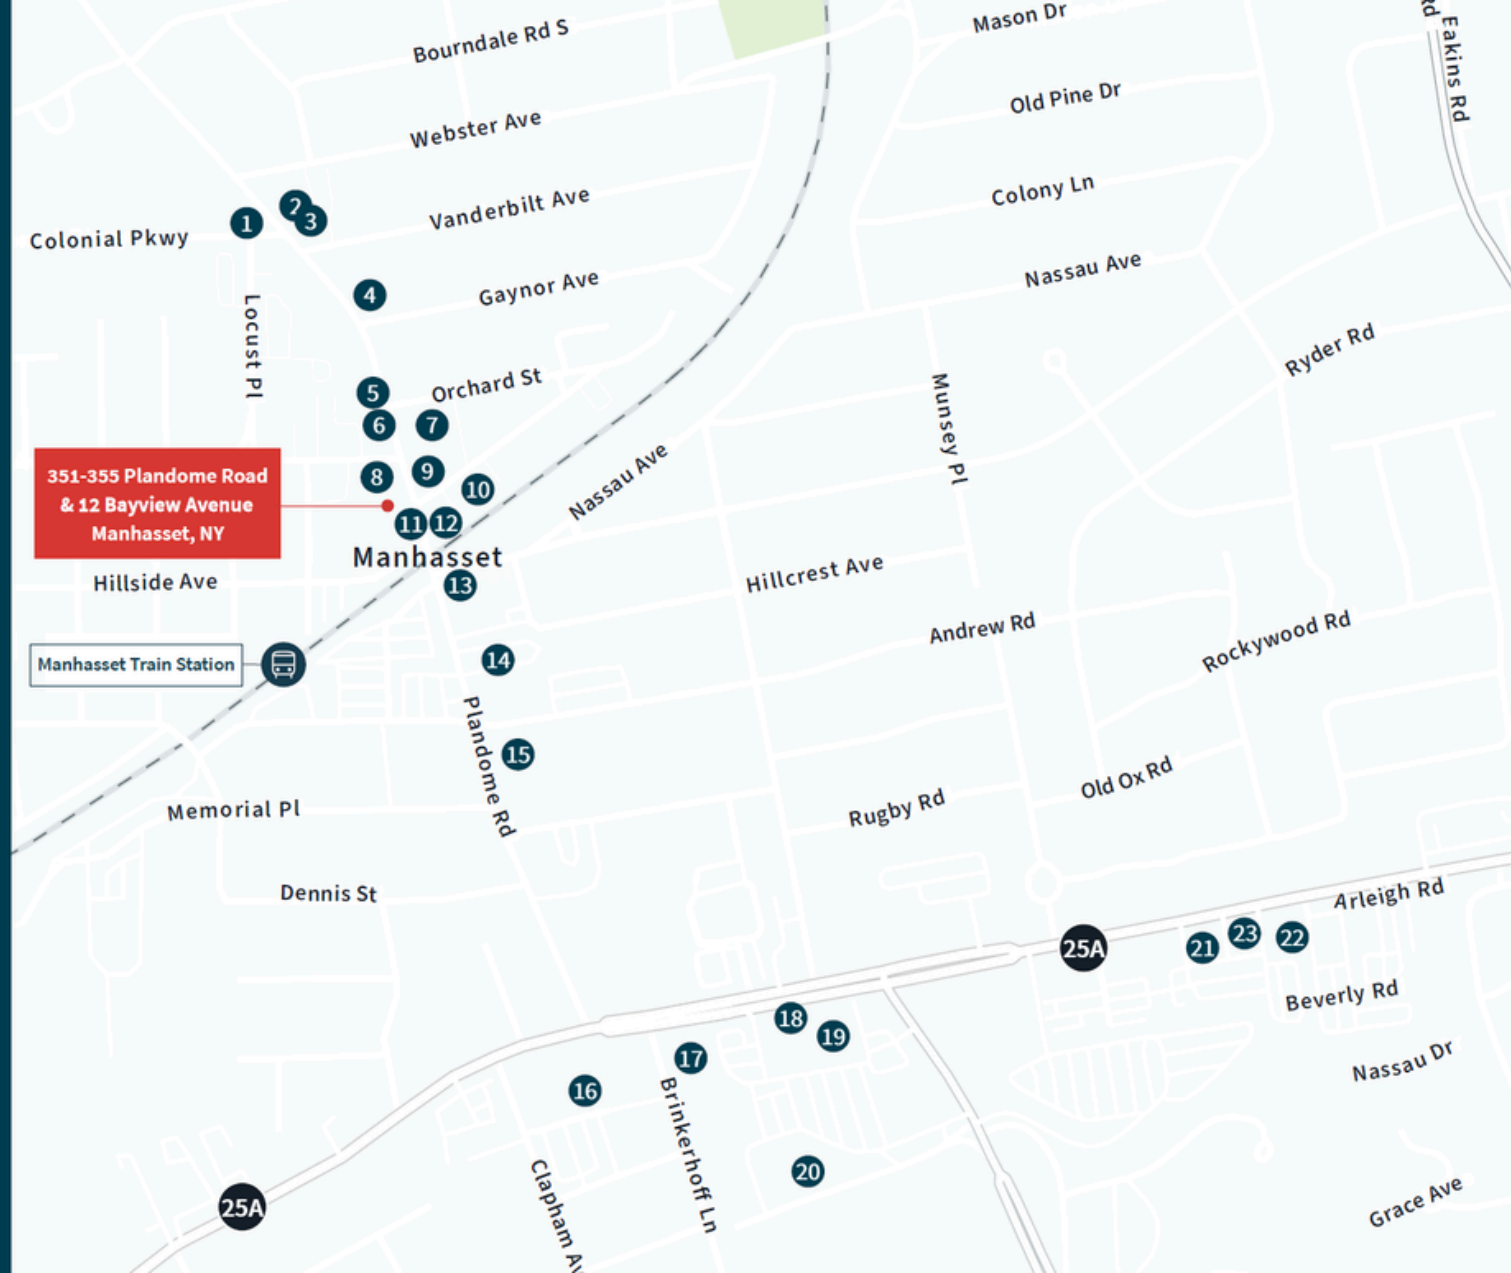 Bourndale Rd S
Mason Dr
Rd
Eakins Rd
Old Pine Dr
Webster Ave
Colony Ln
Vanderbilt Ave
2
3
1
Colonial Pkwy
Nassau Ave
Gaynor Ave
4
Locust Pl
Ryder Rd
Orchard St
5
6
7
Munsey Pl
351-355 Plandome Road
& 12 Bayview Avenue
Manhasset, NY
8
9
10
Nassau Ave
11
12
Manhasset
Hillside Ave
13
Hillcrest Ave
Andrew Rd
Rockywood Rd
Manhasset Train Station
14
Plandome Rd
15
Old Ox Rd
Rugby Rd
Memorial Pl
Dennis St
Arleigh Rd
25A
21
23
22
Beverly Rd
18
19
17
Nassau Dr
16
Brinkerhoff Ln
20
Clapham Av
Grace Ave
25A